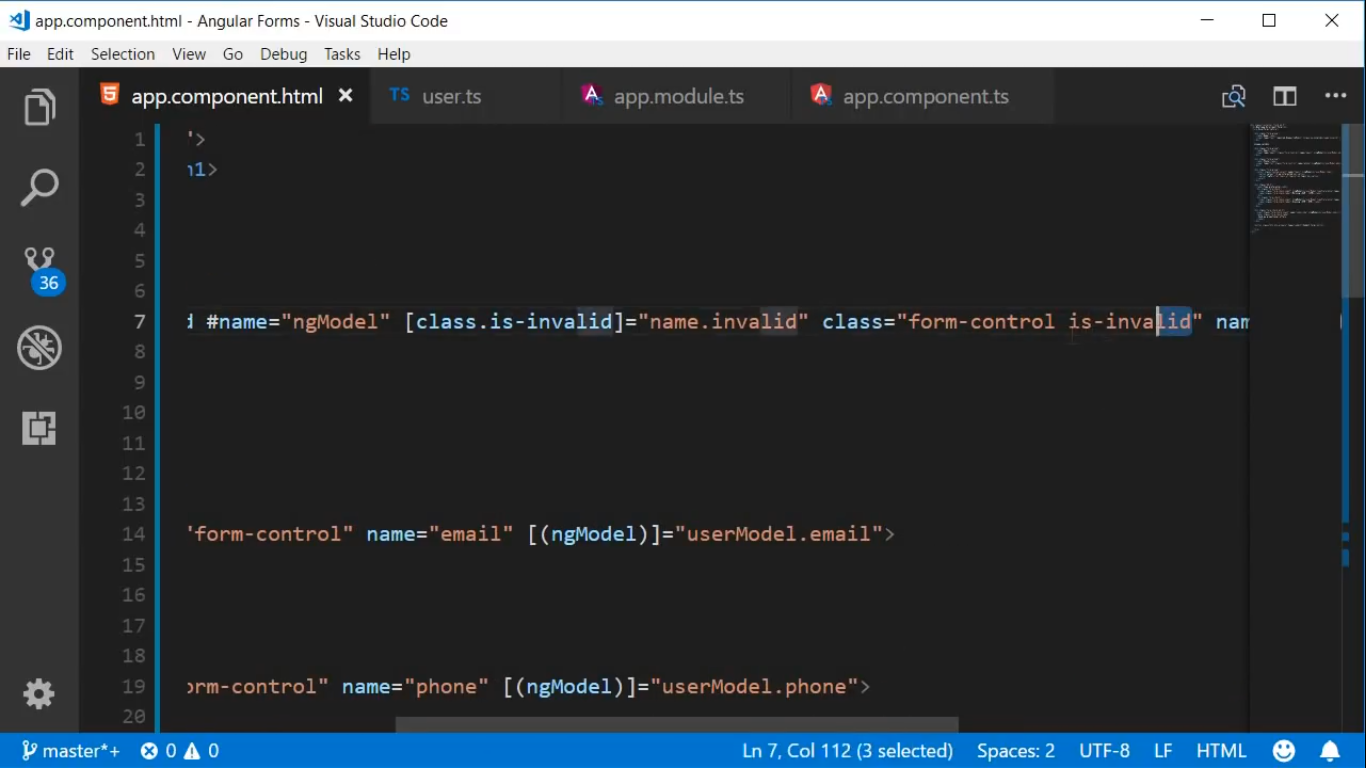 app.component.html - Angular Forms - Visual Studio Code
File Edit Selection View Go Debug Tasks Help
app.component.html TS user.ts app.module.ts app.component.ts
1 ">
2 h1>
3
4
5
6
7 d #name="ngModel" [class.is-invalid]="name.invalid" class="form-control is-invalid" nam
8
9
10
11
12
13
14 "form-control" name="email" [(ngModel)]="userModel.email">
15
16
17
18
19 orm-control" name="phone" [(ngModel)]="userModel.phone">
20
36
master*+ 0 0 Ln 7, Col 112 (3 selected) Spaces: 2 UTF-8 LF HTML